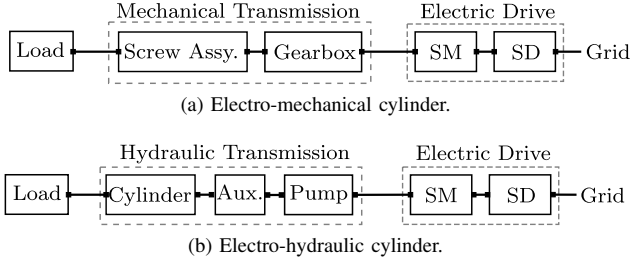 Mechanical Transmission Electric Drive
Load Screw Assy. Gearbox SM SD Grid
(a) Electro-mechanical cylinder.
Hydraulic Transmission Electric Drive
Load Cylinder Aux. Pump SM SD Grid
(b) Electro-hydraulic cylinder.